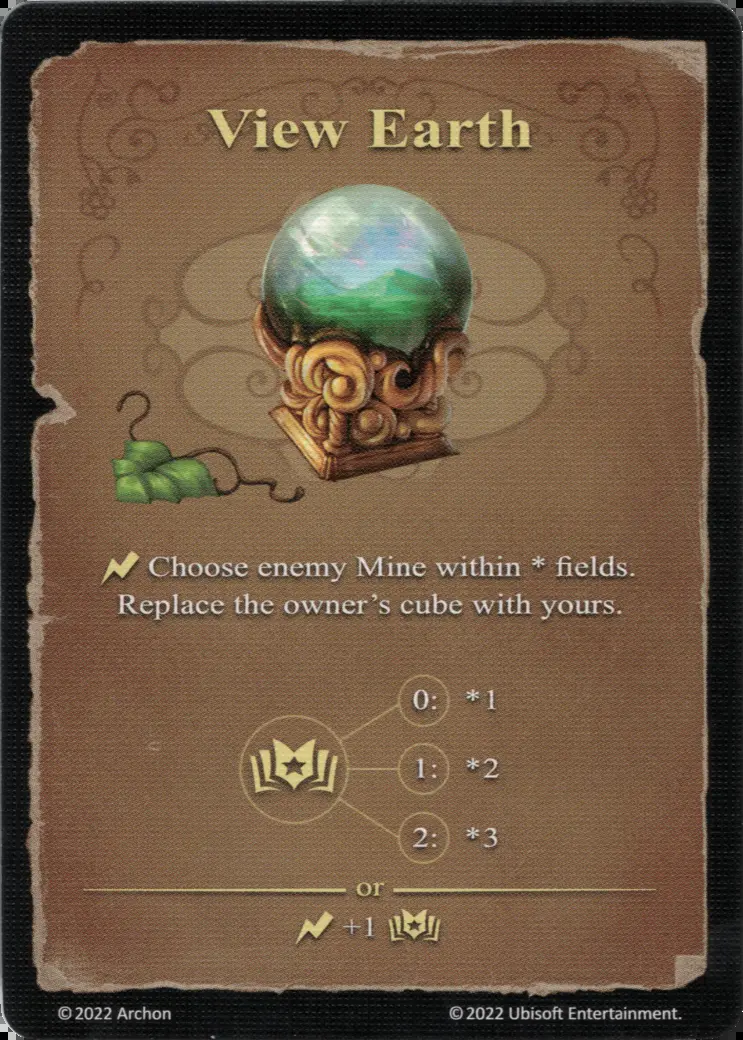 View Earth
Choose enemy Mine within * fields.
Replace the owner's cube with yours.
0: *1
1: *2
2: *3
or
+1
© 2022 Archon
© 2022 Ubisoft Entertainment.